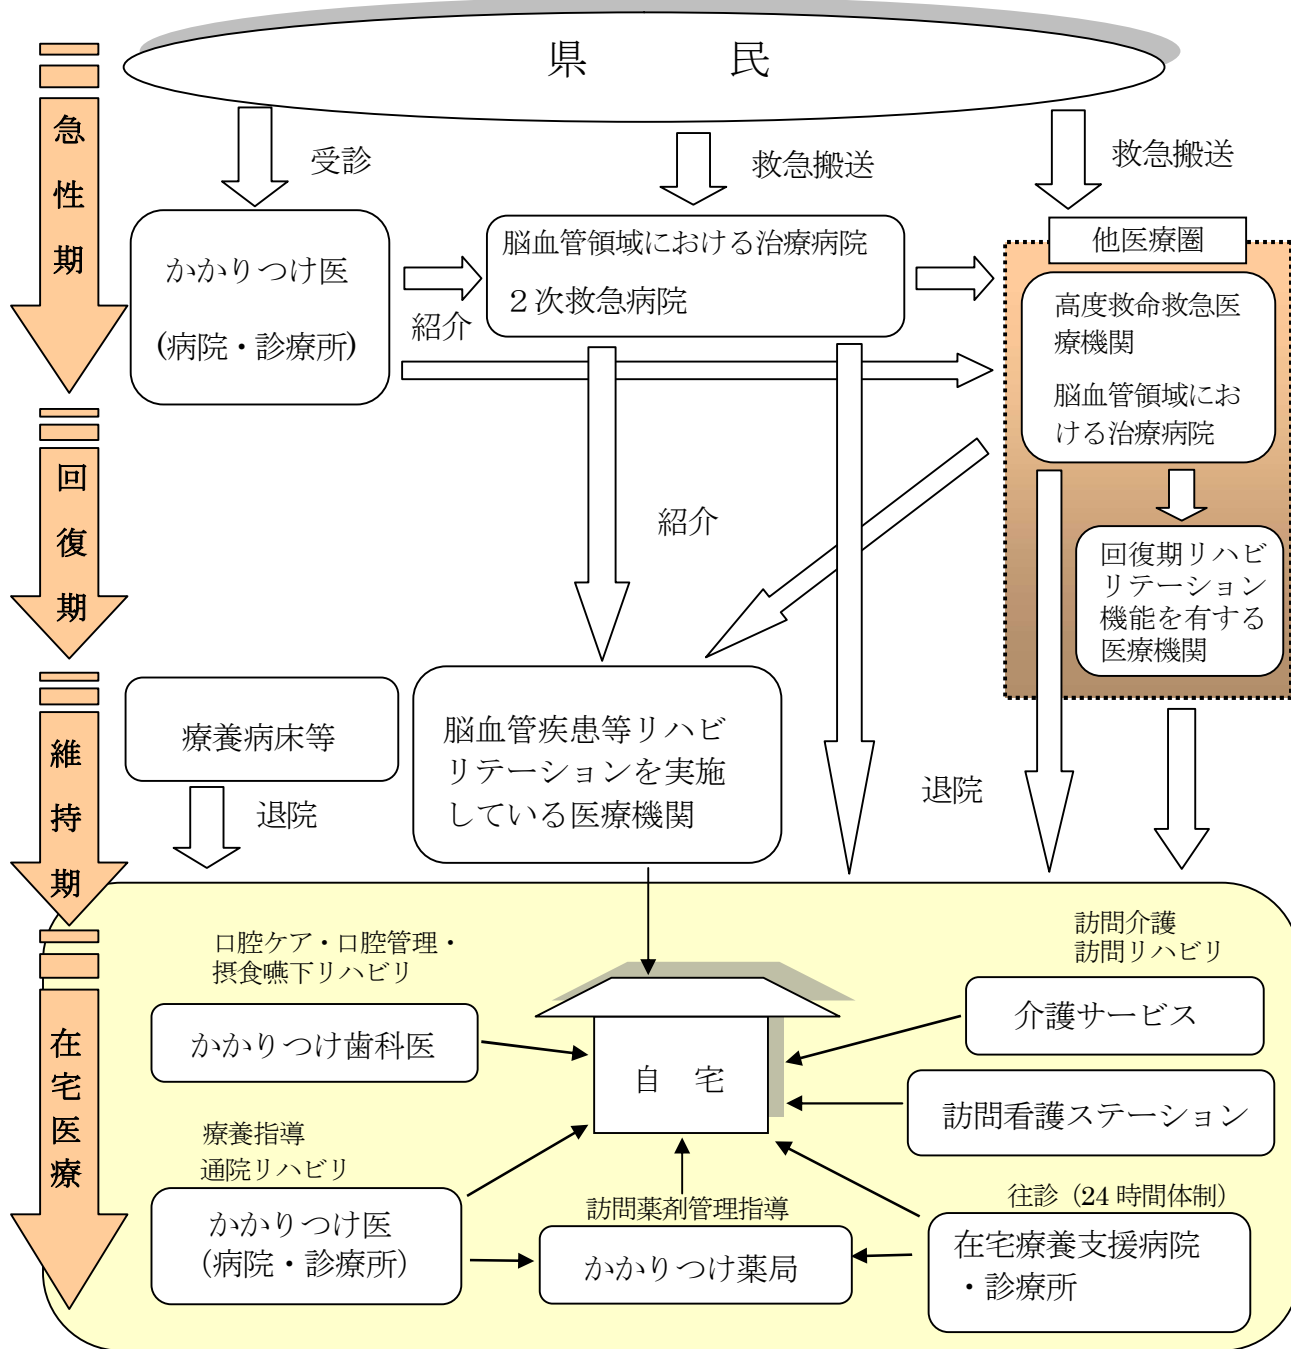 県　　民
急性期
受診
救急搬送
救急搬送
他医療圏
かかりつけ医
(病院・診療所)
脳血管領域における治療病院
２次救急病院
紹介
高度救命救急医
療機関
脳血管領域にお
ける治療病院
回復期
紹介
回復期リハビ
リテーション
機能を有する
医療機関
維持期
療養病床等
脳血管疾患等リハビ
リテーションを実施
している医療機関
退院
退院
在宅医療
口腔ケア・口腔管理・
摂食嚥下リハビリ
かかりつけ歯科医
訪問介護
訪問リハビリ
介護サービス
自　宅
訪問看護ステーション
療養指導
通院リハビリ
かかりつけ医
(病院・診療所)
訪問薬剤管理指導
かかりつけ薬局
往診（24 時間体制）
在宅療養支援病院
・診療所